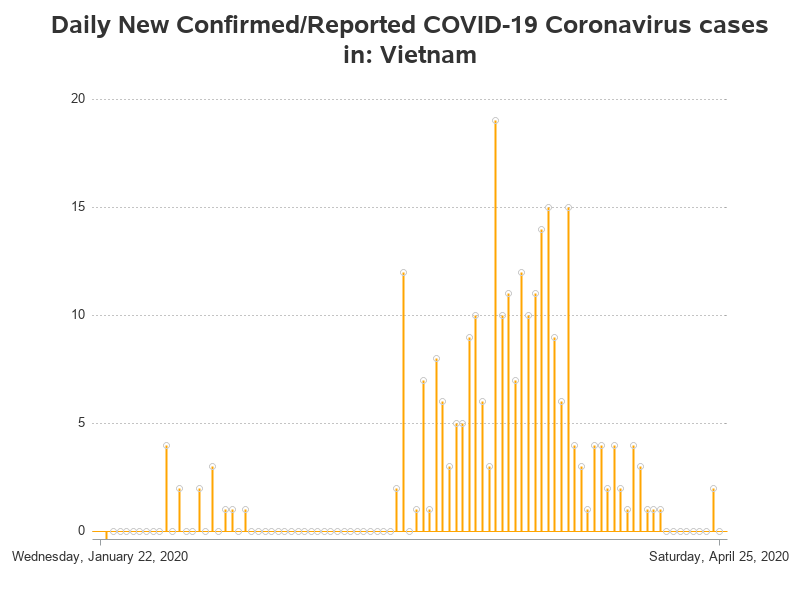 Daily New Confirmed/Reported COVID-19 Coronavirus cases
in: Vietnam
20
15
10
5
0
Wednesday, January 22, 2020 Saturday, April 25, 2020